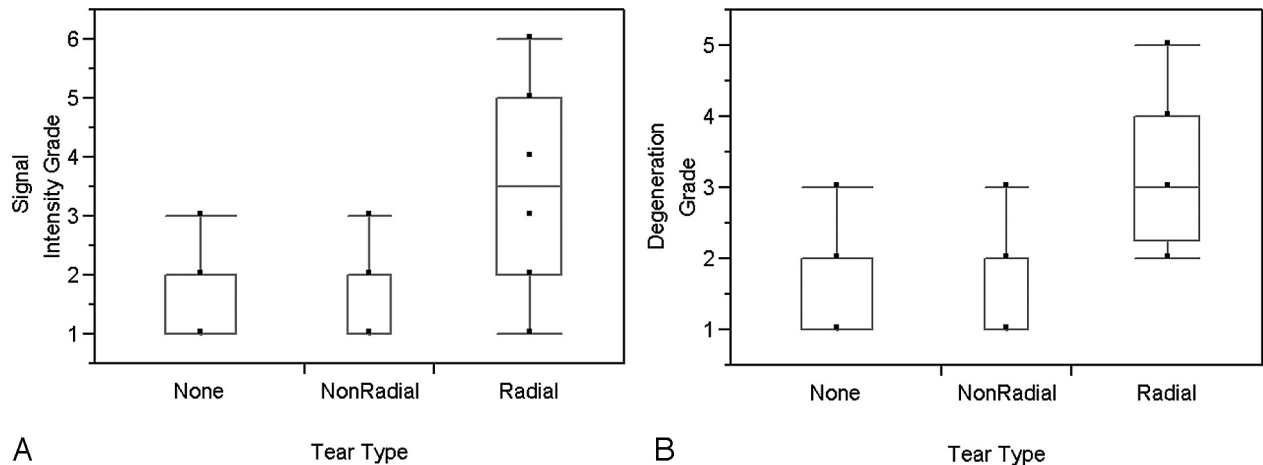 Signal
Intensity Grade
6
5
4
3
2
1
None NonRadial Radial
Tear Type
A
Degeneration
Grade
5
4
3
2
1
None NonRadial Radial
Tear Type
B